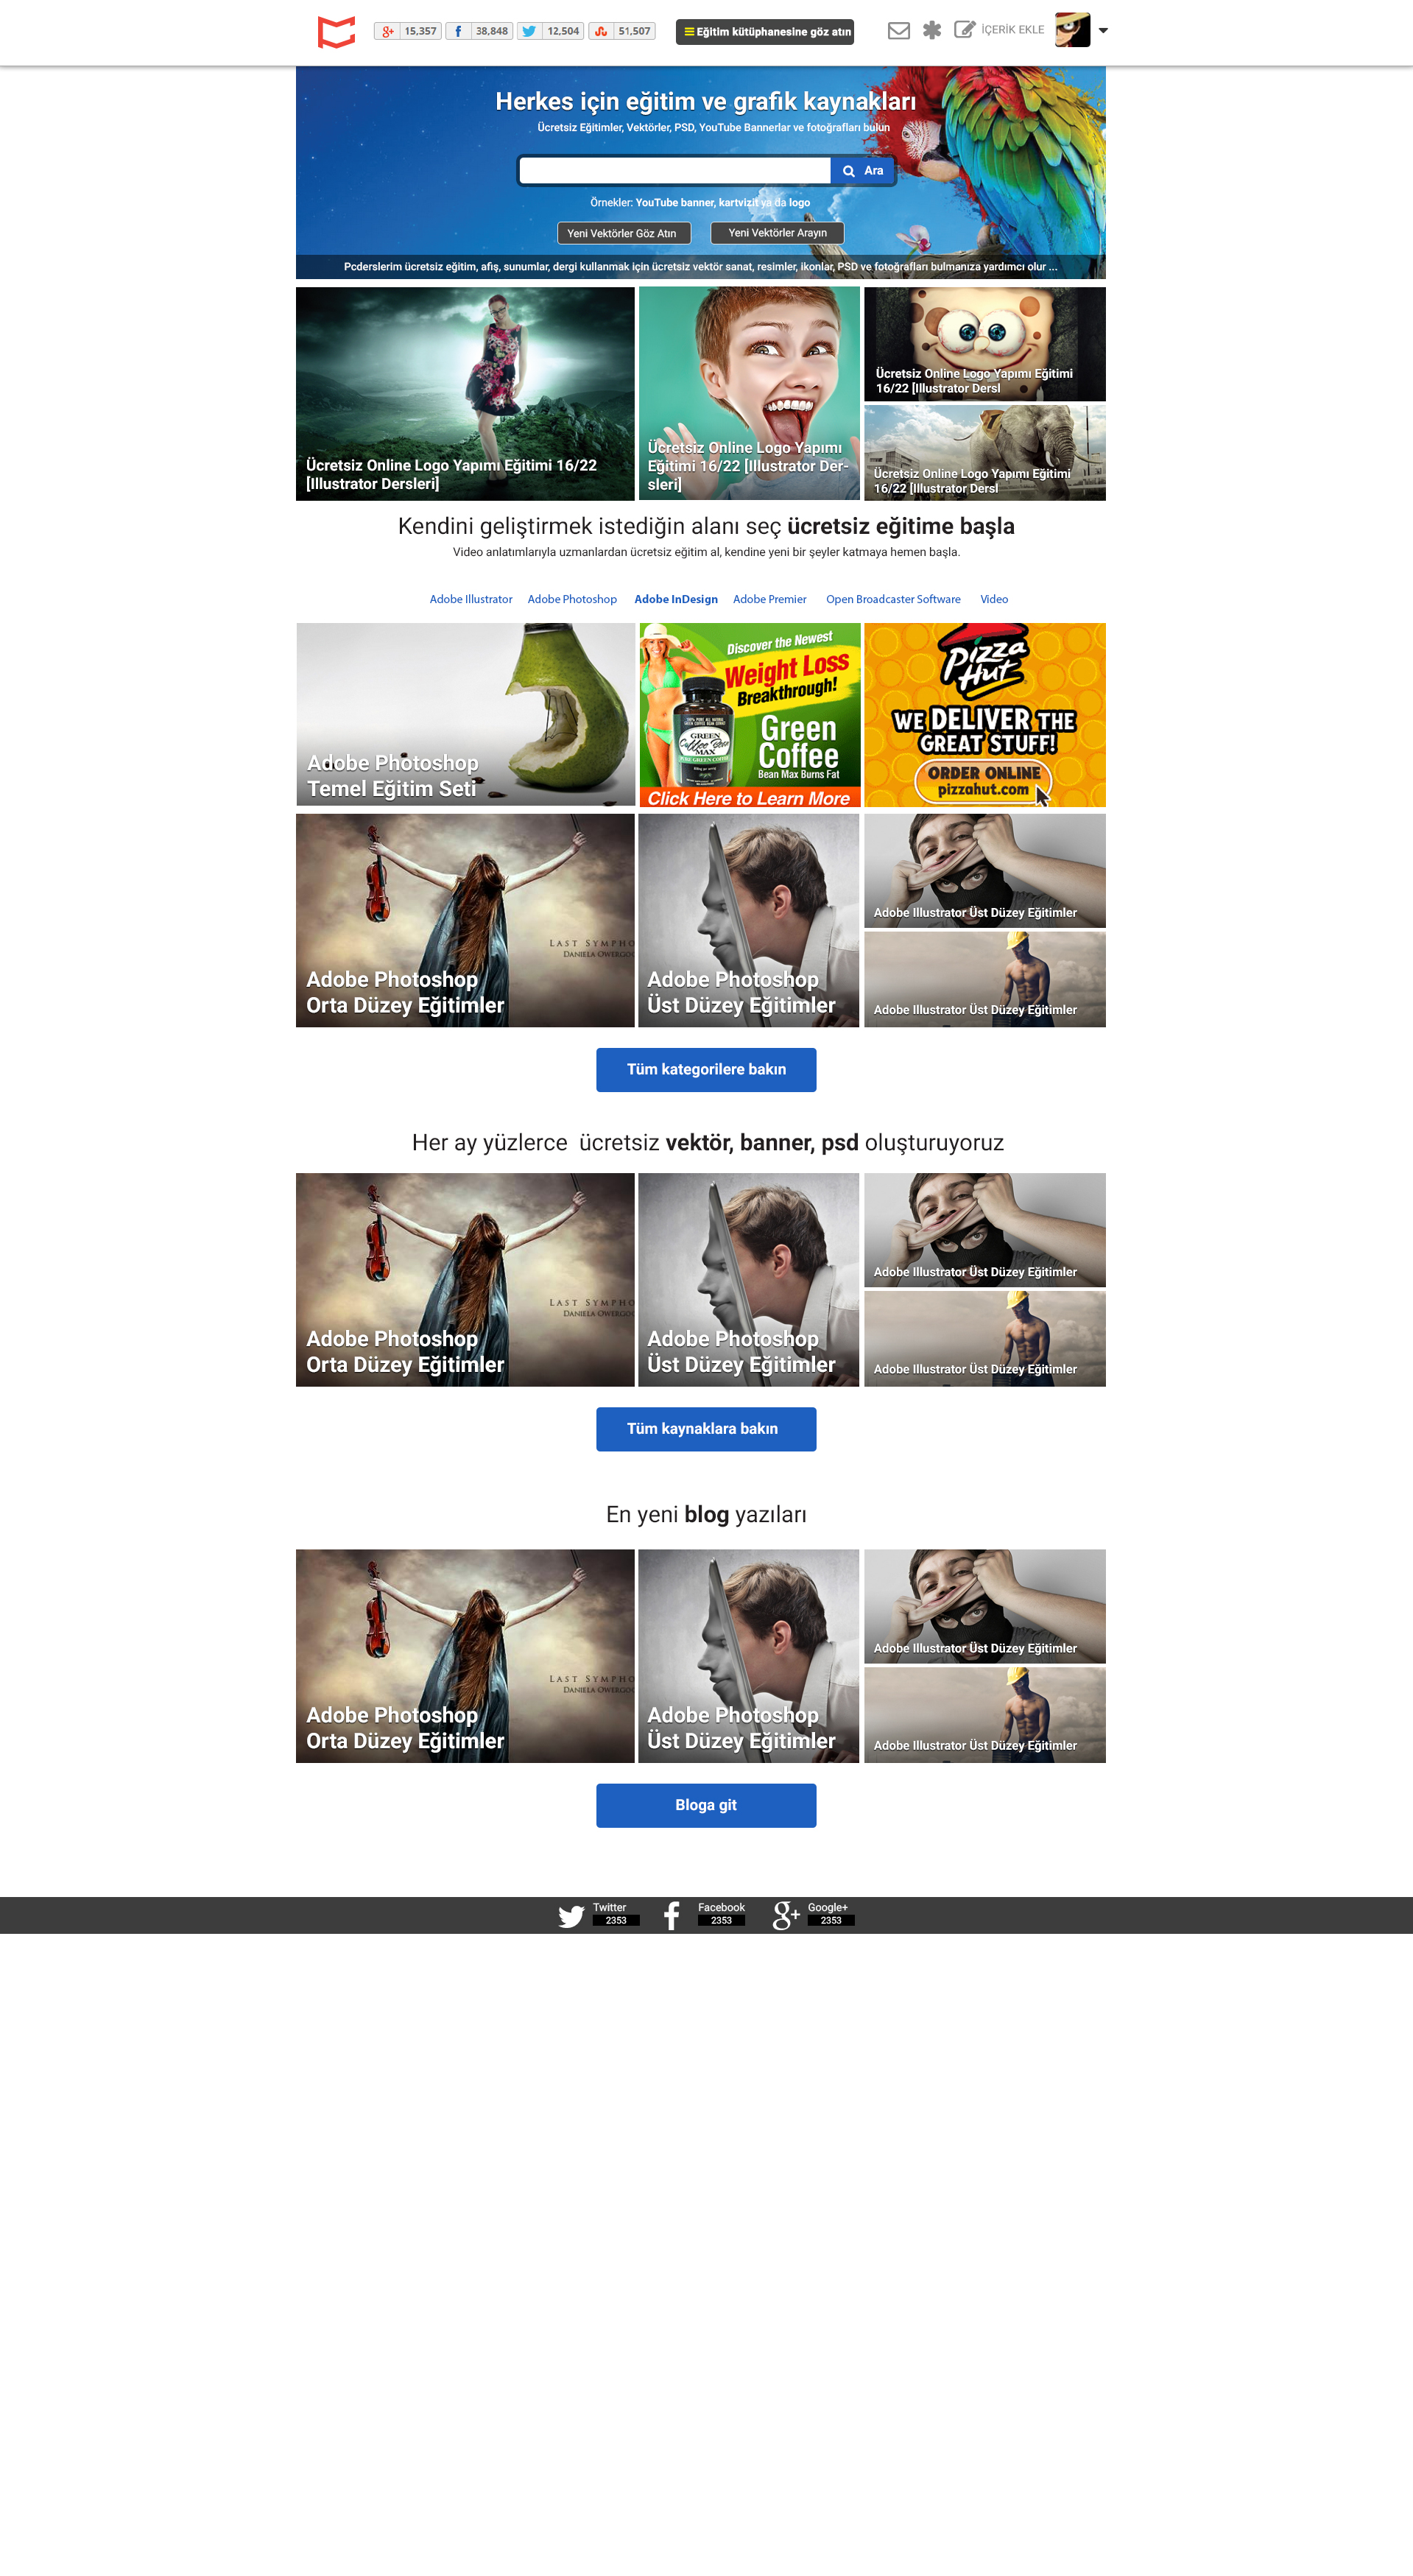 15,357
38,848
12,504
51,507
Eğitim kütüphanesine göz atın
İÇERİK EKLE
Herkes için eğitim ve grafik kaynakları
Ücretsiz Eğitimler, Vektörler, PSD, YouTube Bannerlar ve fotoğrafları bulun
Ara
Örnekler: YouTube banner, kartvizit ya da logo
Yeni Vektörler Göz Atın
Yeni Vektörler Arayın
Pcderslerim ücretsiz eğitim, afiş, sunumlar, dergi kullanmak için ücretsiz vektör sanat, resimler, ikonlar, PSD ve fotoğrafları bulmanıza yardımcı olur ...
Ücretsiz Online Logo Yapımı Eğitimi 16/22
[Illustrator Dersleri]
Ücretsiz Online Logo Yapımı
Eğitimi 16/22 [Illustrator Der-
sleri]
Ücretsiz Online Logo Yapımı Eğitimi
16/22 [Illustrator Dersl
Ücretsiz Online Logo Yapımı Eğitimi
16/22 [Illustrator Dersl
Kendini geliştirmek istediğin alanı seç ücretsiz eğitime başla
Video anlatımlarıyla uzmanlardan ücretsiz eğitim al, kendine yeni bir şeyler katmaya hemen başla.
Adobe Illustrator
Adobe Photoshop
Adobe InDesign
Adobe Premier
Open Broadcaster Software
Video
Adobe Photoshop
Temel Eğitim Seti
Discover the Newest
Weight Loss
Breakthrough!
GREEN
Coffee Bean
MAX
Green
Coffee
Bean Max Burns Fat
Click Here to Learn More
Pizza
Hut
WE DELIVER THE
GREAT STUFF!
ORDER ONLINE
pizzahut.com
LAST SYMPHO
DANIELA OWERGOO
Adobe Photoshop
Orta Düzey Eğitimler
Adobe Photoshop
Üst Düzey Eğitimler
Adobe Illustrator Üst Düzey Eğitimler
Adobe Illustrator Üst Düzey Eğitimler
Tüm kategorilere bakın
Her ay yüzlerce ücretsiz vektör, banner, psd oluşturuyoruz
LAST SYMPHO
DANIELA OWERGOO
Adobe Photoshop
Orta Düzey Eğitimler
Adobe Photoshop
Üst Düzey Eğitimler
Adobe Illustrator Üst Düzey Eğitimler
Adobe Illustrator Üst Düzey Eğitimler
Tüm kaynaklara bakın
En yeni blog yazıları
LAST SYMPHO
DANIELA OWERGOO
Adobe Photoshop
Orta Düzey Eğitimler
Adobe Photoshop
Üst Düzey Eğitimler
Adobe Illustrator Üst Düzey Eğitimler
Adobe Illustrator Üst Düzey Eğitimler
Bloga git
Twitter
2353
Facebook
2353
Google+
2353